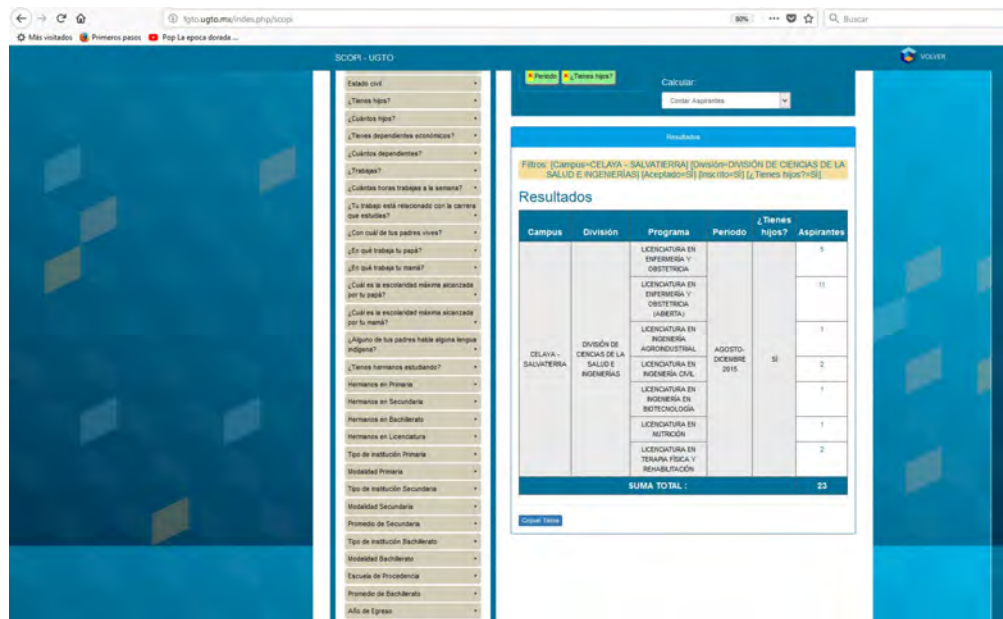 tgto.ugto.mx/index.php/scopi
80%
Buscar
Más visitados
Primeros pasos
Pop La epoca dorada ...
SCOPI - UGTO
VOLVER
Estado civil
¿Tienes hijos?
¿Cuántos hijos?
¿Tienes dependientes económicos?
¿Cuántos dependientes?
¿Trabajas?
¿Cuántas horas trabajas a la semana?
¿Tu trabajo está relacionado con la carrera
que estudias?
¿Con cuál de tus padres vives?
¿En qué trabaja tu papá?
¿En qué trabaja tu mamá?
¿Cuál es la escolaridad máxima alcanzada
por tu papá?
¿Cuál es la escolaridad máxima alcanzada
por tu mamá?
¿Alguno de tus padres hable alguna lengua
indígena?
¿Tienes hermanos estudiando?
Hermanos en Primaria
Hermanos en Secundaria
Hermanos en Bachillerato
Hermanos en Licenciatura
Tipo de institución Primaria
Modalidad Primaria
Tipo de institución Secundaria
Modalidad Secundaria
Promedio de Secundaria
Tipo de institución Bachillerato
Modalidad Bachillerato
Escuela de Procedencia
Promedio de Bachillerato
Año de Egreso
Periodo
¿Tienes hijos?
Calcular:
Contar Aspirantes
Resultados
Filtros: [Campus=CELAYA - SALVATIERRA] [División=DIVISIÓN DE CIENCIAS DE LA
SALUD E INGENIERÍAS] [Aceptado=SÍ] [Inscrito=SÍ] [¿Tienes hijos?=SÍ]
Resultados
Campus División Programa Periodo ¿Tienes hijos? Aspirantes
CELAYA -
SALVATIERRA
DIVISIÓN DE
CIENCIAS DE LA
SALUD E
INGENIERÍAS
LICENCIATURA EN
ENFERMERÍA Y
OBSTETRICIA
LICENCIATURA EN
ENFERMERÍA Y
OBSTETRICIA
(ABIERTA)
11
LICENCIATURA EN
INGENIERÍA
AGROINDUSTRIAL
1
LICENCIATURA EN
INGENIERÍA CIVIL
2
LICENCIATURA EN
INGENIERÍA EN
BIOTECNOLOGÍA
1
LICENCIATURA EN
NUTRICIÓN
1
LICENCIATURA EN
TERAPIA FÍSICA Y
REHABILITACIÓN
2
AGOSTO-
DICIEMBRE
2015
SÍ
SUMA TOTAL : 23
Copiar Tabla